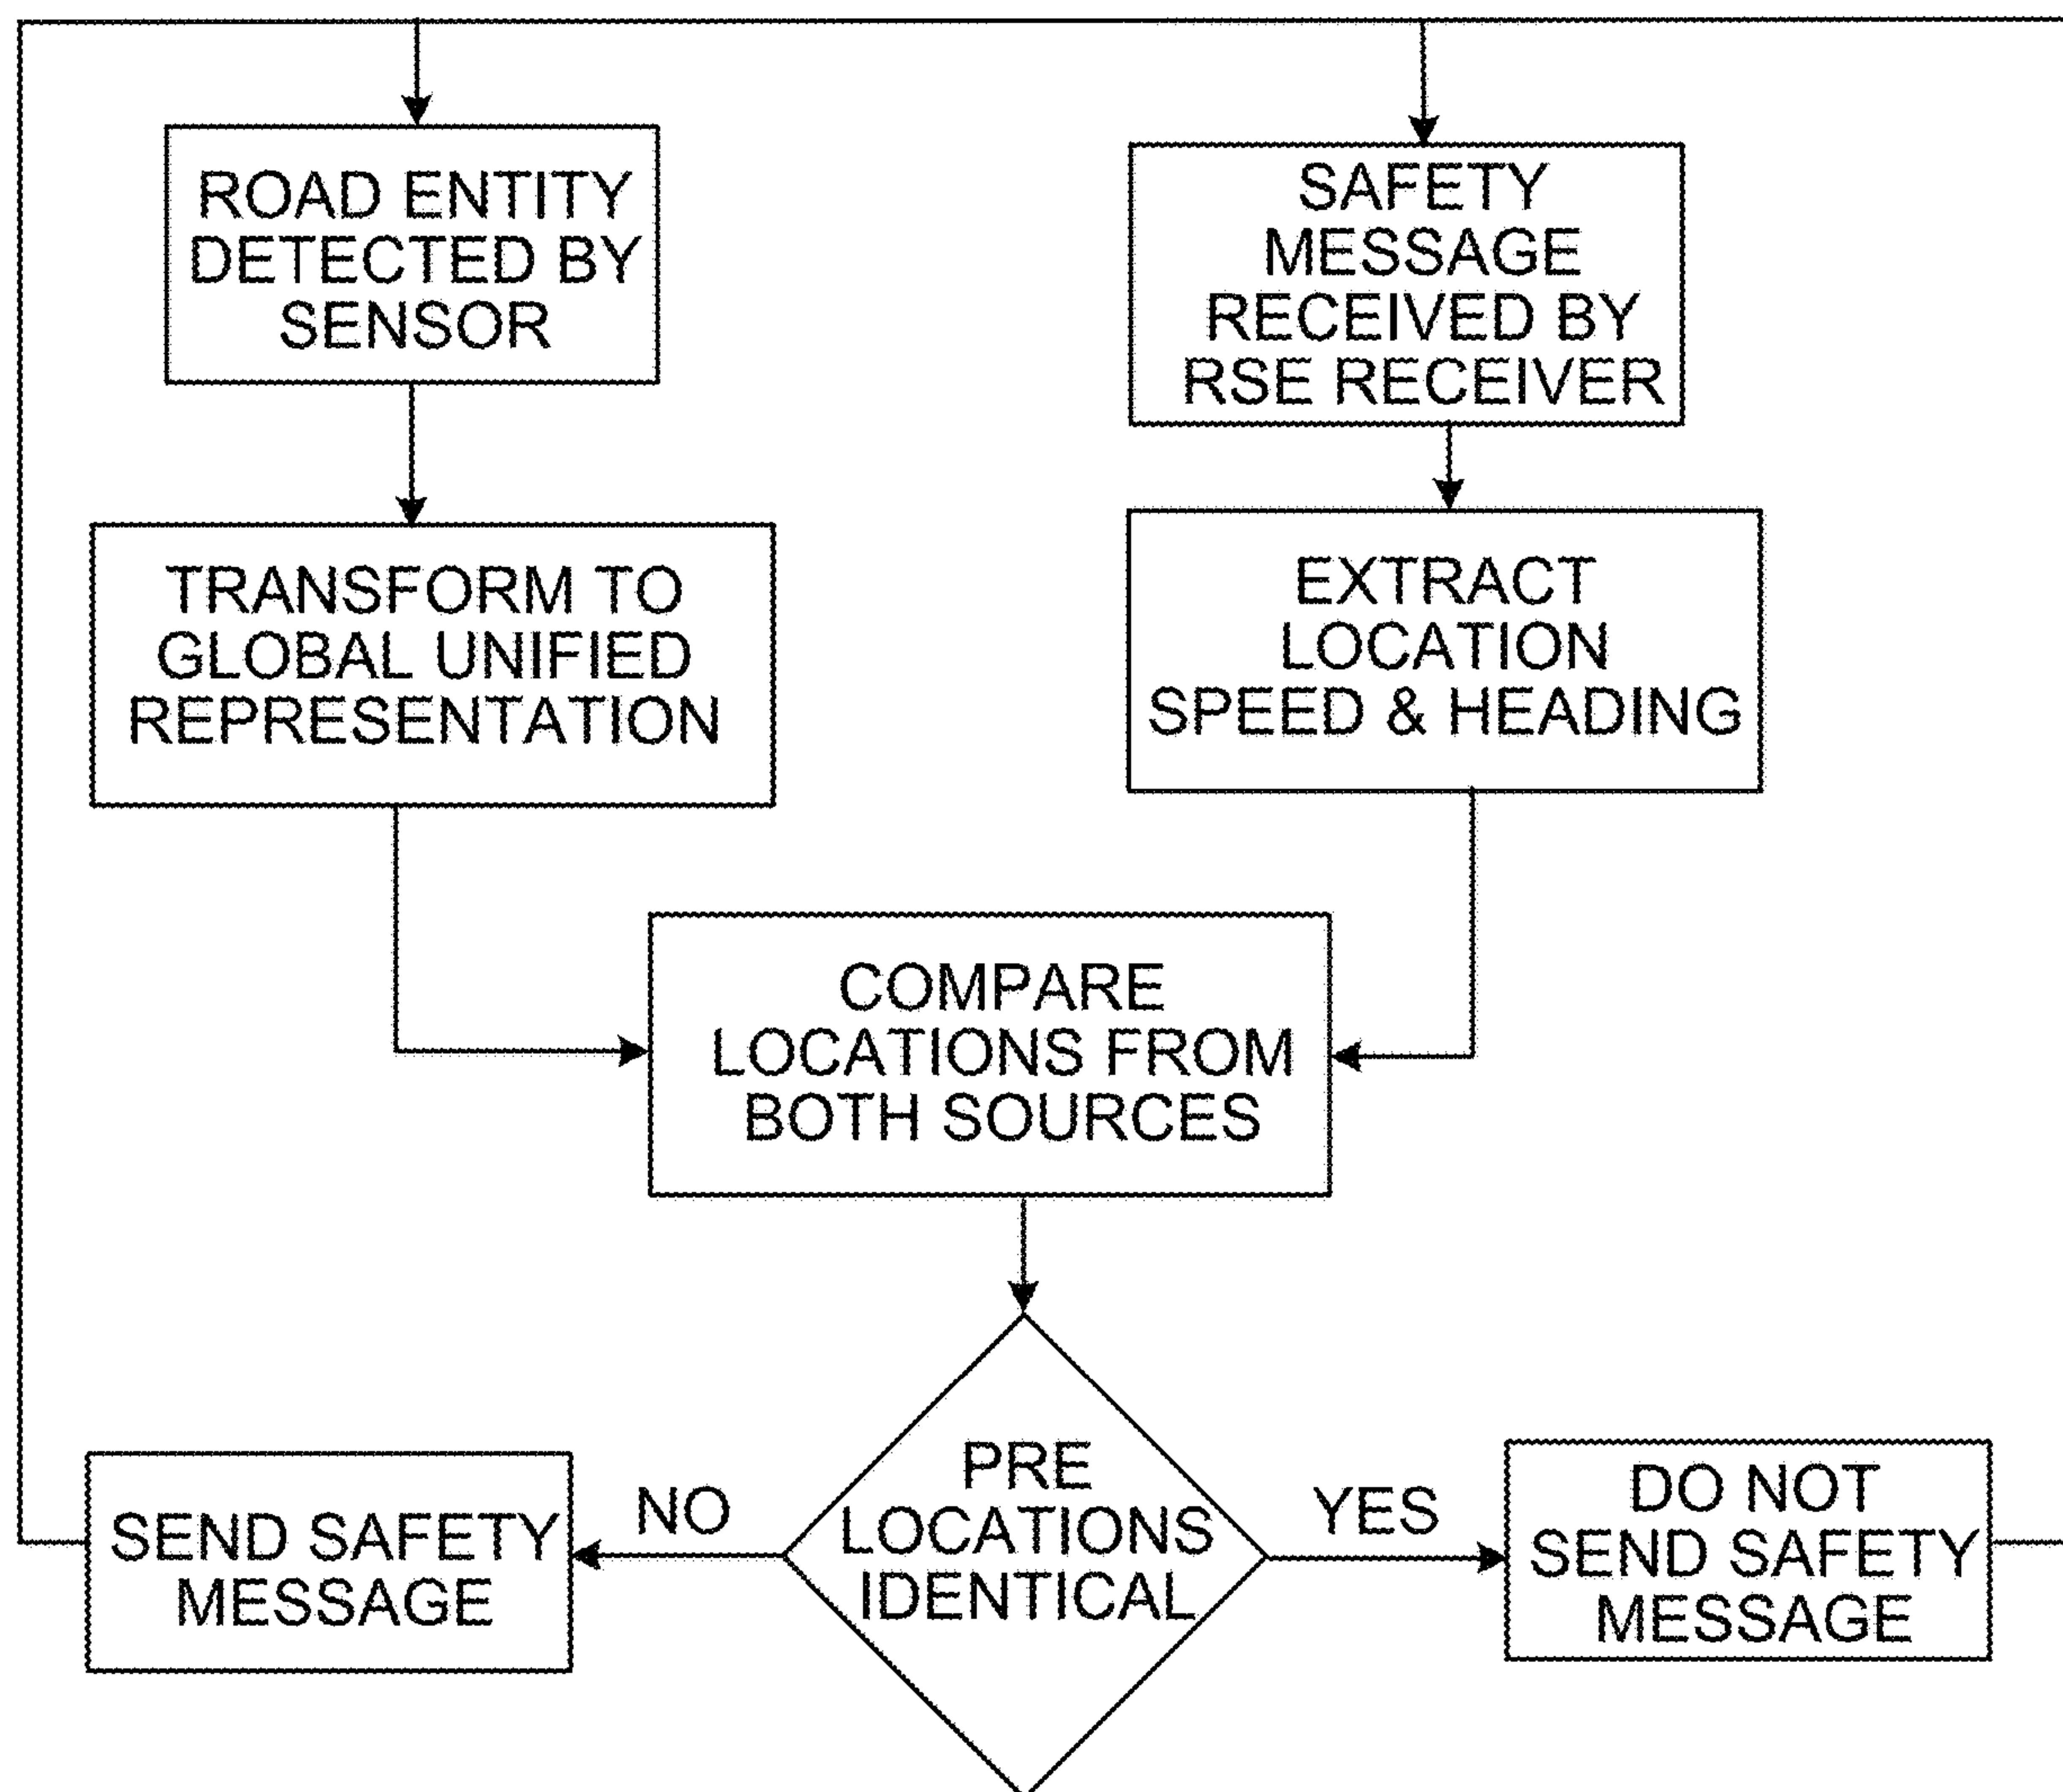 ROAD ENTITY
DETECTED BY
SENSOR
SAFETY
MESSAGE
RECEIVED BY
RSE RECEIVER
TRANSFORM TO
GLOBAL UNIFIED
REPRESENTATION
EXTRACT
LOCATION
SPEED & HEADING
COMPARE
LOCATIONS FROM
BOTH SOURCES
PRE
LOCATIONS
IDENTICAL
NO
YES
SEND SAFETY
MESSAGE
DO NOT
SEND SAFETY
MESSAGE